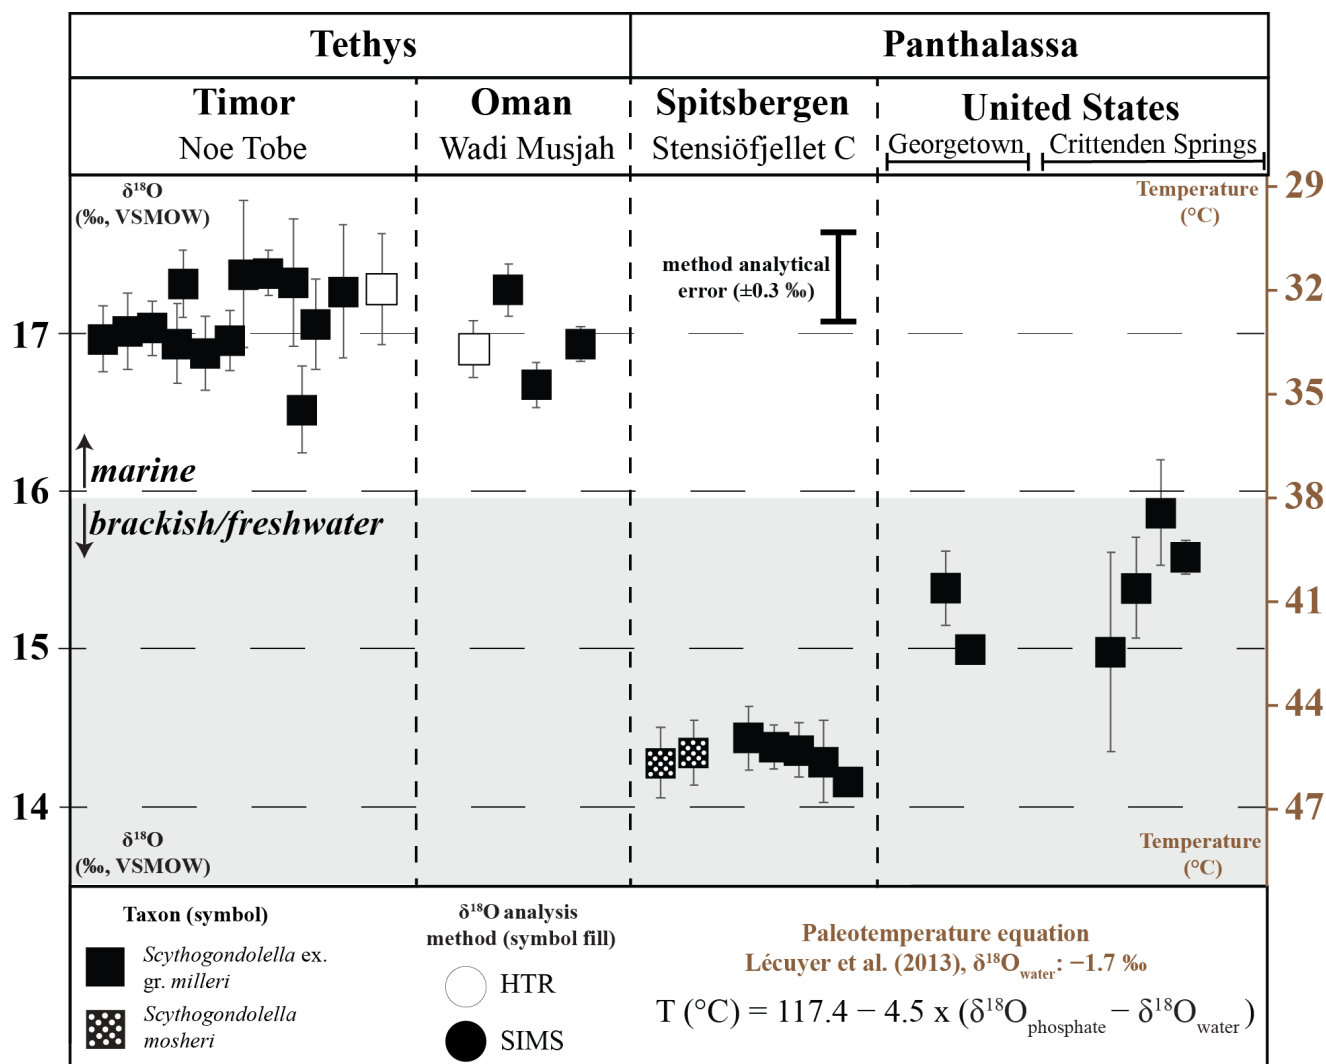 Tethys
Panthalassa
Timor
Noe Tobe
Oman
Wadi Musjah
Spitsbergen
Stensiöfjellet C
United States
Georgetown
Crittenden Springs
δ¹⁸O
(‰, VSMOW)
Temperature
(°C)
29
32
35
38
41
44
47
17
16
15
14
method analytical
error (±0.3 ‰)
marine
brackish/freshwater
δ¹⁸O
(‰, VSMOW)
Temperature
(°C)
Taxon (symbol)
Scythogondolella ex.
gr. milleri
Scythogondolella
mosheri
δ¹⁸O analysis
method (symbol fill)
HTR
SIMS
Paleotemperature equation
Lécuyer et al. (2013), δ¹⁸Owater: −1.7 ‰
T (°C) = 117.4 − 4.5 x (δ¹⁸Ophosphate − δ¹⁸Owater)